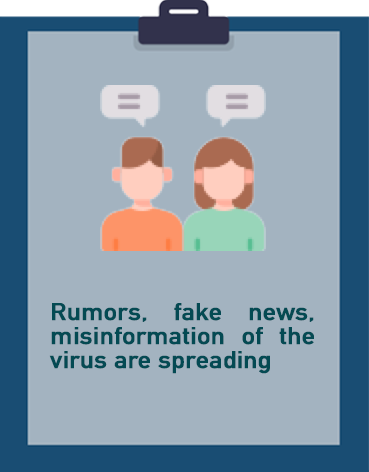 Rumors, fake news,
misinformation of the
virus are spreading